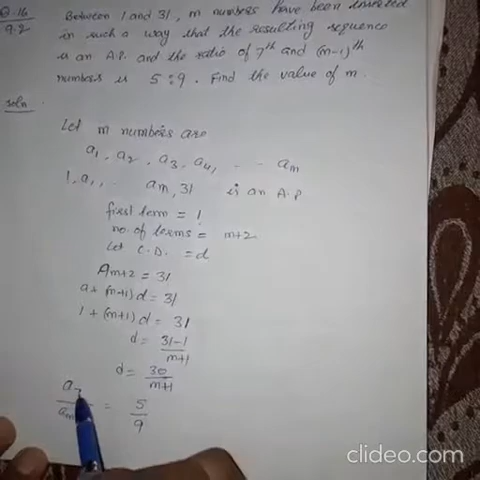 Q.16
9.2
Between 1 and 31, m numbers have been inserted
in such a way that the resulting sequence
is an A.P. and the ratio of 7th and (m-1)th
numbers is 5:9. Find the value of m.
soln
Let m numbers are
a1, a2, a3, a4, - - am
1, a1, . . am, 31 is an A.P
first term = 1
no. of terms = m+2
Let C.D. = d
Am+2 = 31
a + (m+1) d = 31
1 + (m+1) d = 31
d = 31-1/m+1
d = 30/m+1
a7/am = 5/9
clideo.com